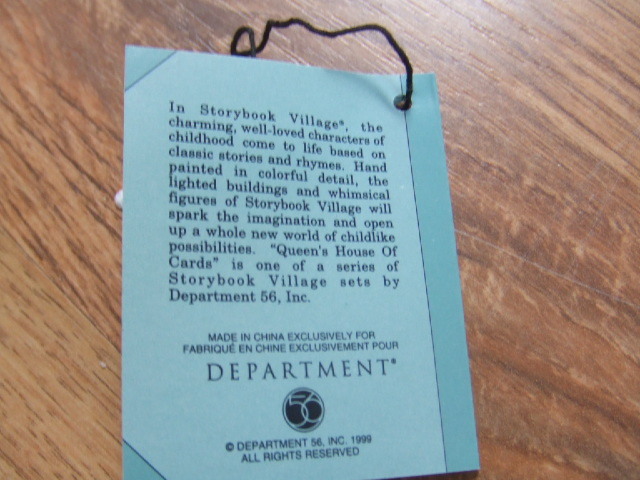 In Storybook Village®, the
charming, well-loved characters of
childhood come to life based on
classic stories and rhymes. Hand
painted in colorful detail, the
lighted buildings and whimsical
figures of Storybook Village will
spark the imagination and open
up a whole new world of childlike
possibilities. "Queen's House Of
Cards" is one of a series of
Storybook Village sets by
Department 56, Inc.
MADE IN CHINA EXCLUSIVELY FOR
FABRIQUÉ EN CHINE EXCLUSIVEMENT POUR
DEPARTMENT®
56
© DEPARTMENT 56, INC. 1999
ALL RIGHTS RESERVED